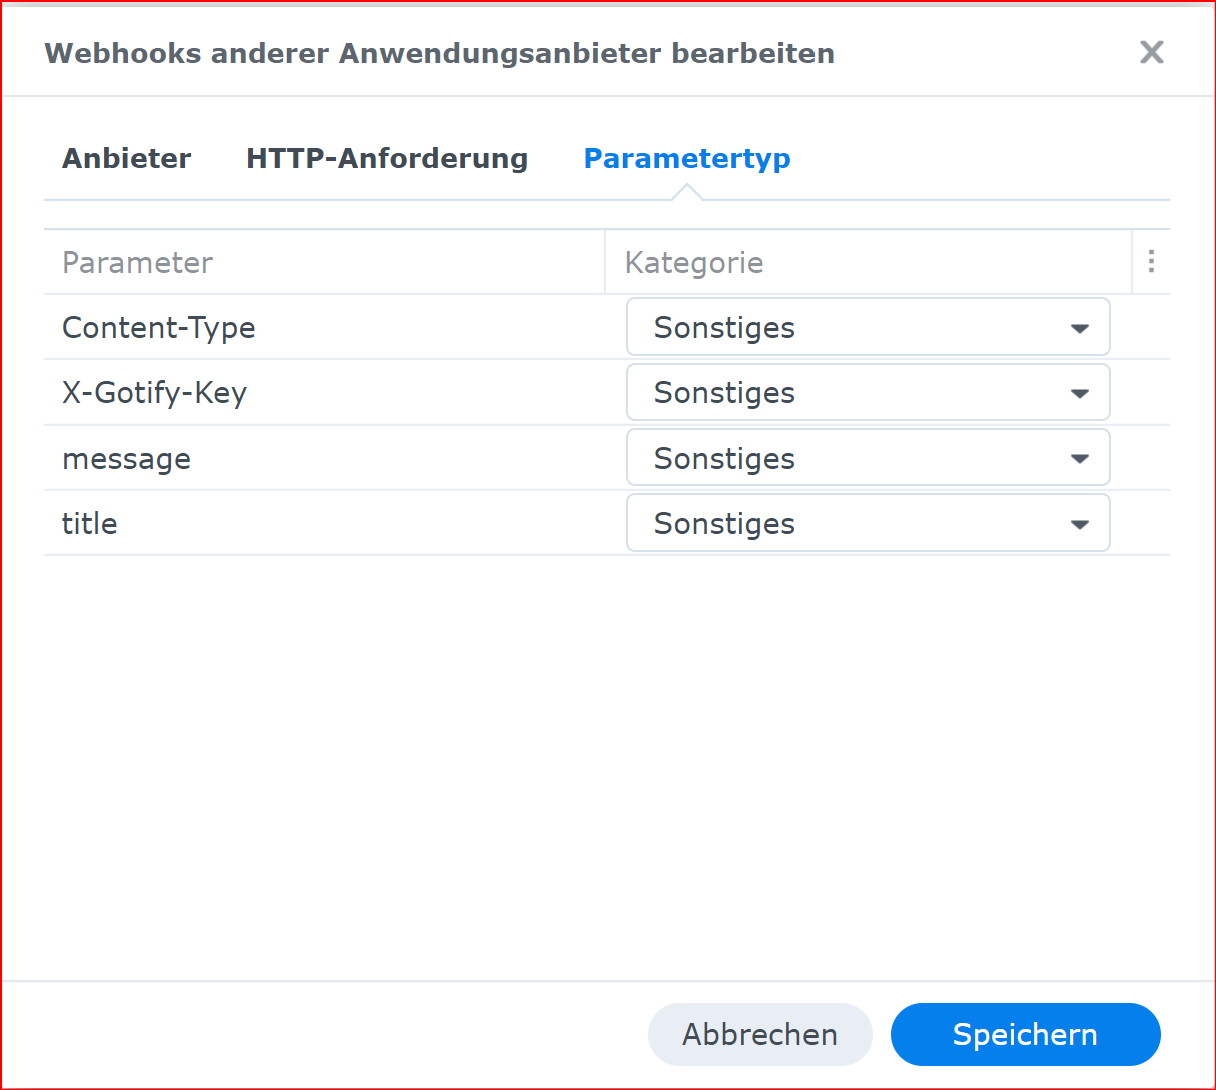 Webhooks anderer Anwendungsanbieter bearbeiten
Anbieter HTTP-Anforderung Parametertyp
Parameter Kategorie
Content-Type Sonstiges
X-Gotify-Key Sonstiges
message Sonstiges
title Sonstiges
Abbrechen Speichern